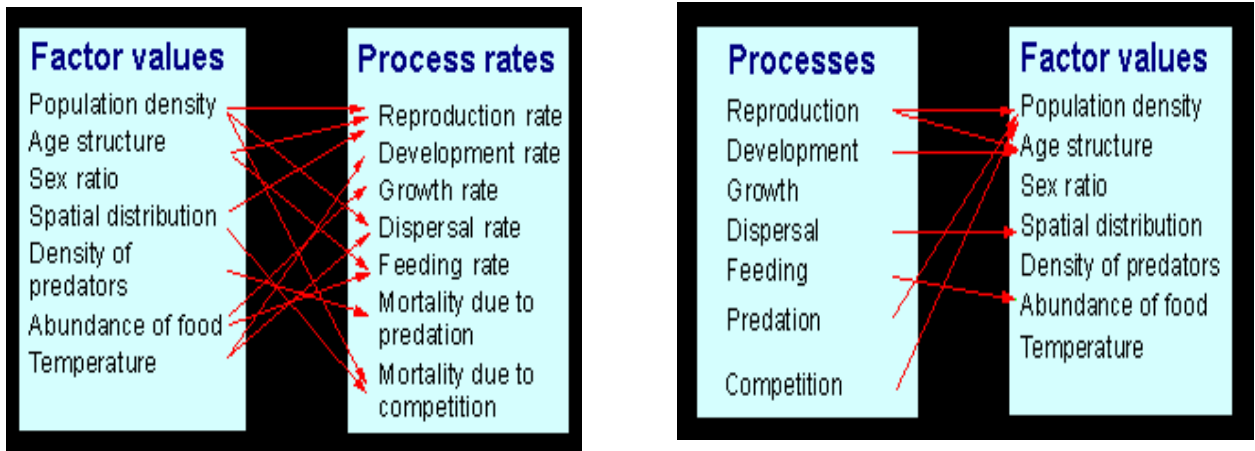 Factor values
Population density
Age structure
Sex ratio
Spatial distribution
Density of
predators
Abundance of food
Temperature
Process rates
Reproduction rate
Development rate
Growth rate
Dispersal rate
Feeding rate
Mortality due to
predation
Mortality due to
competition
Processes
Reproduction
Development
Growth
Dispersal
Feeding
Predation
Competition
Factor values
Population density
Age structure
Sex ratio
Spatial distribution
Density of predators
Abundance of food
Temperature